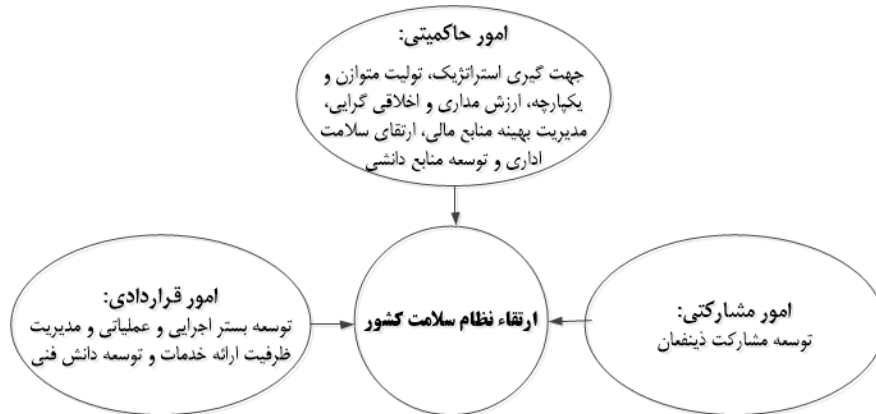 امور حاکمیتی:
جهت گیری استراتژیک، تولیت متوازن و
یکپارچه، ارزش مداری و اخلاقی گرایی،
مدیریت بهینه منابع مالی، ارتقای سلامت
اداری و توسعه منابع دانشی
امور مشارکتی:
توسعه مشارکت ذینفعان
ارتقاء نظام سلامت کشور
امور قراردادی:
توسعه بستر اجرایی و عملیاتی و مدیریت
ظرفیت ارائه خدمات و توسعه دانش فنی